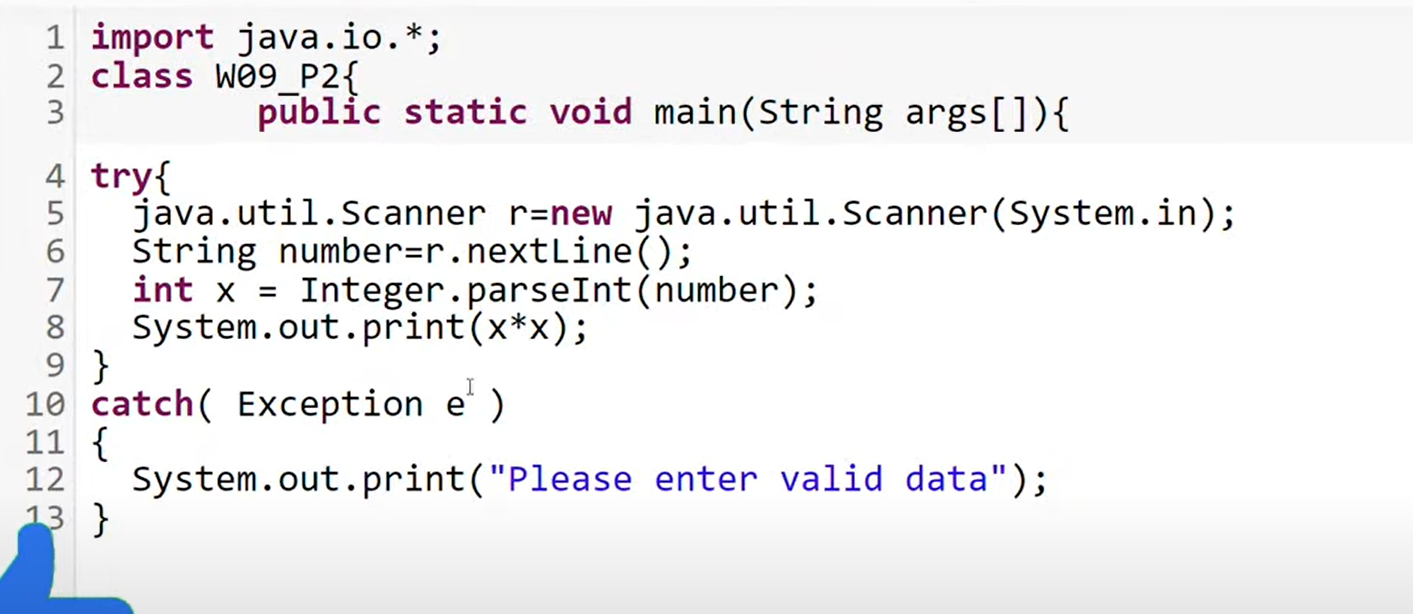 1 import java.io.*;
2 class W09_P2{
3         public static void main(String args[]){
4 try{
5   java.util.Scanner r=new java.util.Scanner(System.in);
6   String number=r.nextLine();
7   int x = Integer.parseInt(number);
8   System.out.print(x*x);
9 }
10 catch( Exception e )
11 {
12   System.out.print("Please enter valid data");
13 }